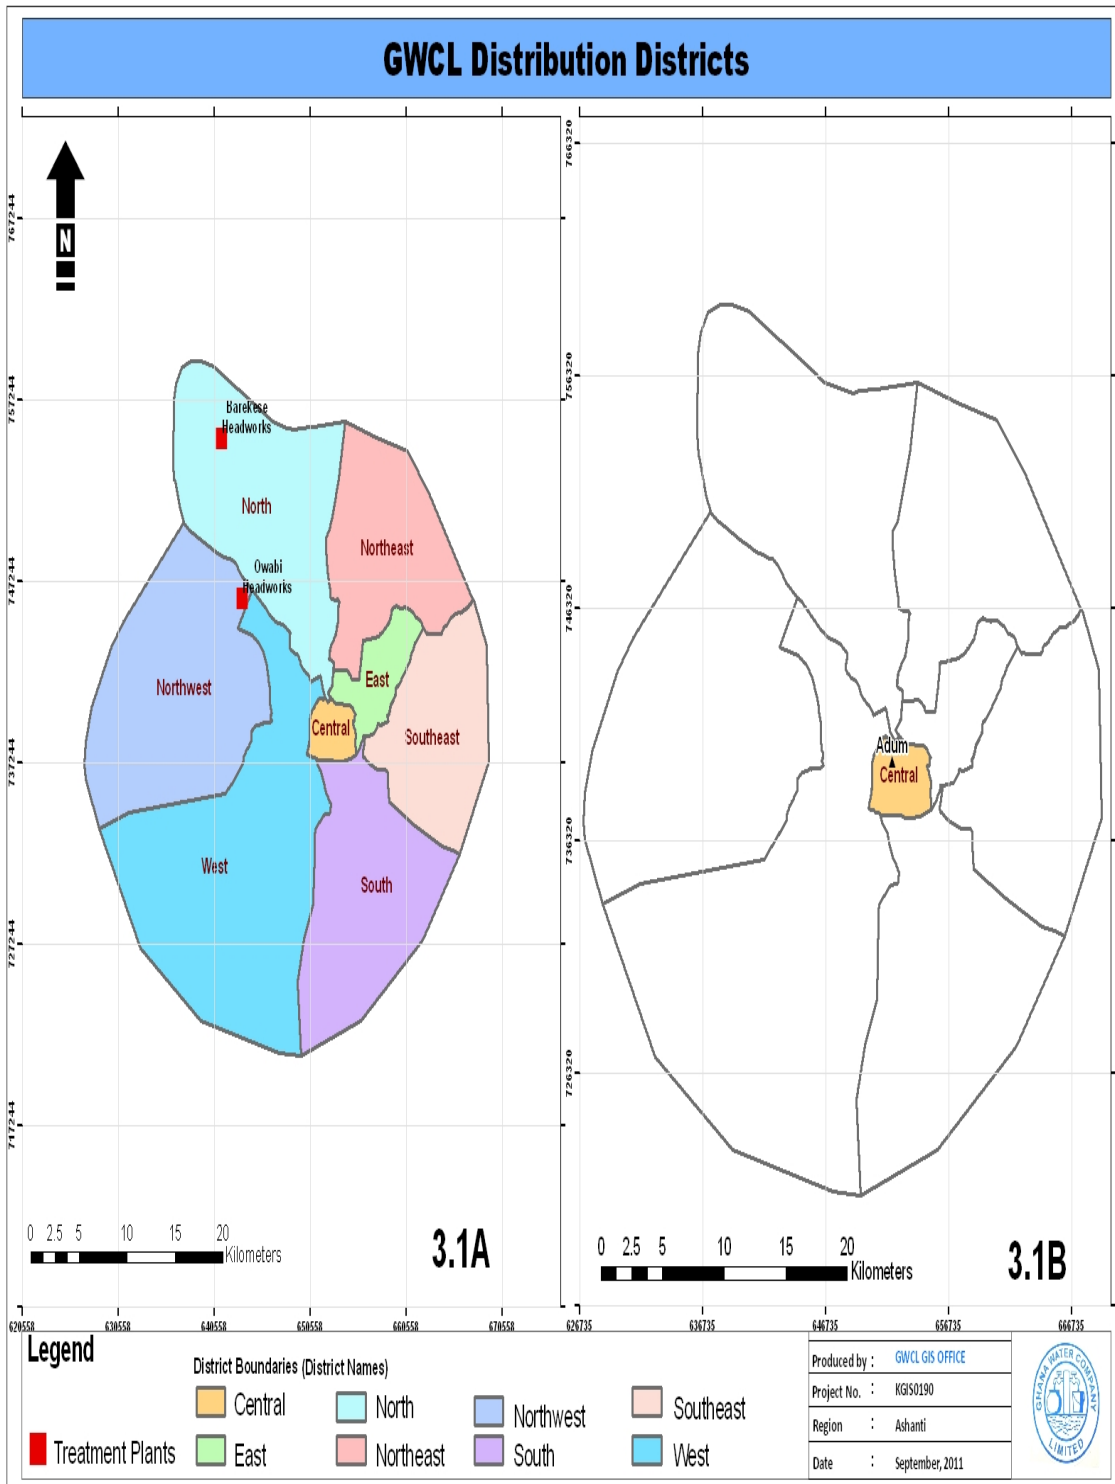 GWCL Distribution Districts
N
767244
757244
747244
737244
727244
717244
Barekese
Headworks
North
Northeast
Owabi
Headworks
East
Northwest
Central
Southeast
West
South
0 2.5 5 10 15 20
Kilometers
3.1A
620558 630558 640558 650558 660558 670558
766320
756320
746320
736320
726320
Adum
Central
0 2.5 5 10 15 20
Kilometers
3.1B
626735 636735 646735 656735 666735
Legend
Treatment Plants
District Boundaries (District Names)
Central
East
North
Northeast
Northwest
South
Southeast
West
Produced by : GWCL GIS OFFICE
Project No. : KGIS0190
Region : Ashanti
Date : September, 2011
GHANA WATER COMPANY
LIMITED